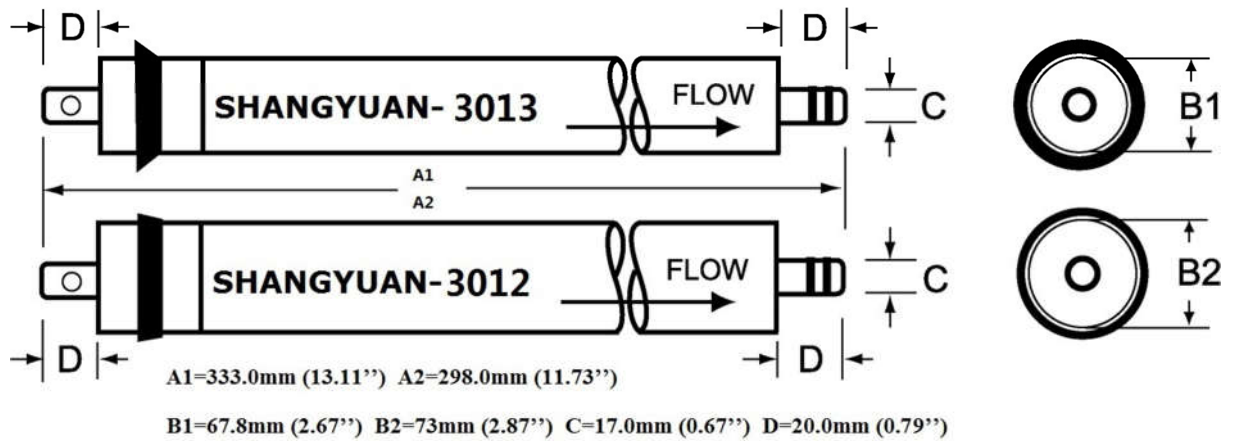 D
D
SHANGYUAN- 3013
FLOW
C
B1
A1
A2
SHANGYUAN-3012
FLOW
C
B2
D
D
A1=333.0mm (13.11’’) A2=298.0mm (11.73’’)
B1=67.8mm (2.67’’) B2=73mm (2.87’’) C=17.0mm (0.67’’) D=20.0mm (0.79’’)